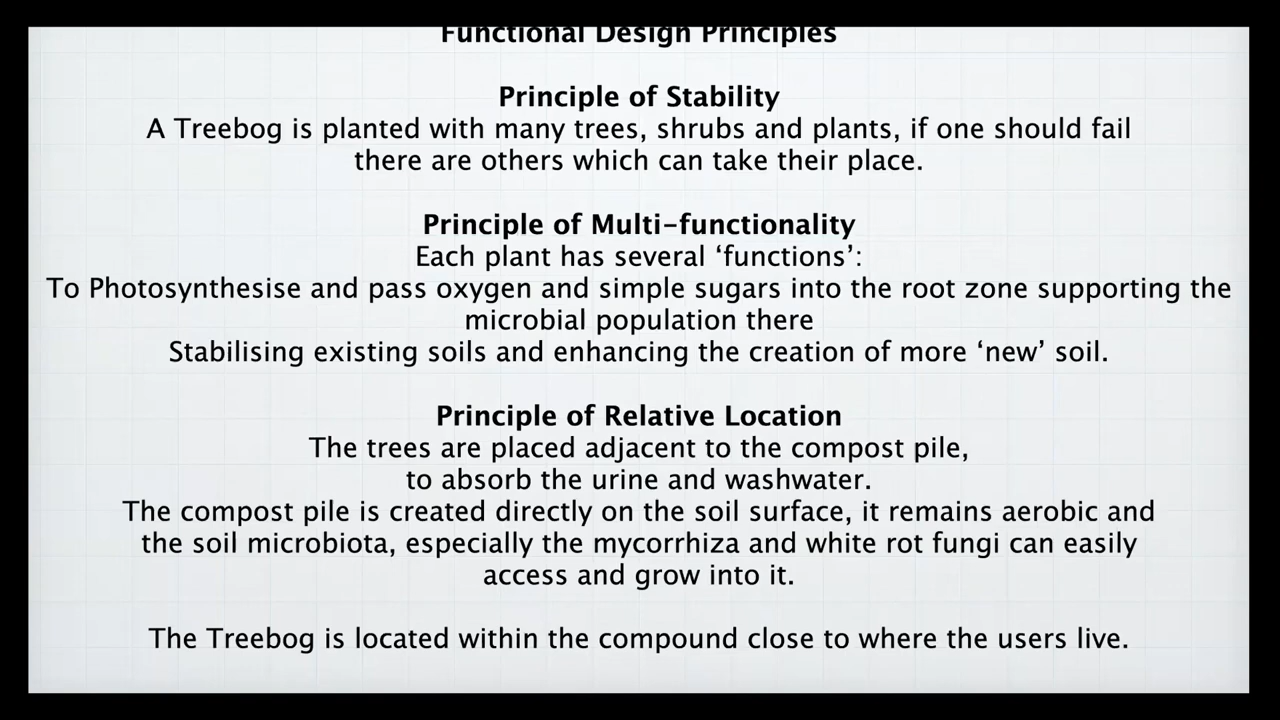 Functional Design Principles
Principle of Stability
A Treebog is planted with many trees, shrubs and plants, if one should fail
there are others which can take their place.
Principle of Multi-functionality
Each plant has several ‘functions’:
To Photosynthesise and pass oxygen and simple sugars into the root zone supporting the
microbial population there
Stabilising existing soils and enhancing the creation of more ‘new’ soil.
Principle of Relative Location
The trees are placed adjacent to the compost pile,
to absorb the urine and washwater.
The compost pile is created directly on the soil surface, it remains aerobic and
the soil microbiota, especially the mycorrhiza and white rot fungi can easily
access and grow into it.
The Treebog is located within the compound close to where the users live.